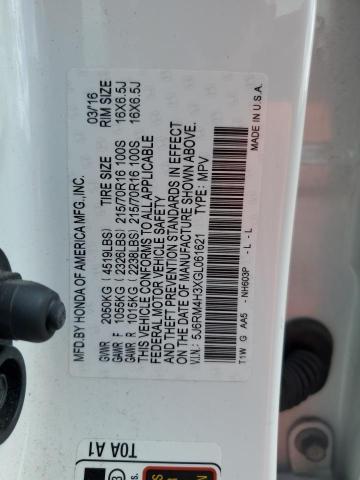 MFD.BY HONDA OF AMERICA MFG.,INC. 03/16
GVWR 2050KG (4519LBS) TIRE SIZE RIM SIZE
GAWR F 1055KG (2326LBS) 215/70R16 100S 16X6.5J
GAWR R 1015KG (2238LBS) 215/70R16 100S 16X6.5J
THIS VEHICLE CONFORMS TO ALL APPLICABLE
FEDERAL MOTOR VEHICLE SAFETY, BUMPER,
AND THEFT PREVENTION STANDARDS IN EFFECT
ON THE DATE OF MANUFACTURE SHOWN ABOVE.
V.I.N.: 5J6RM4H3XGL061621 MPV
T1W G AA5 - NH603P - L - L MADE IN U.S.A.
T0A A1